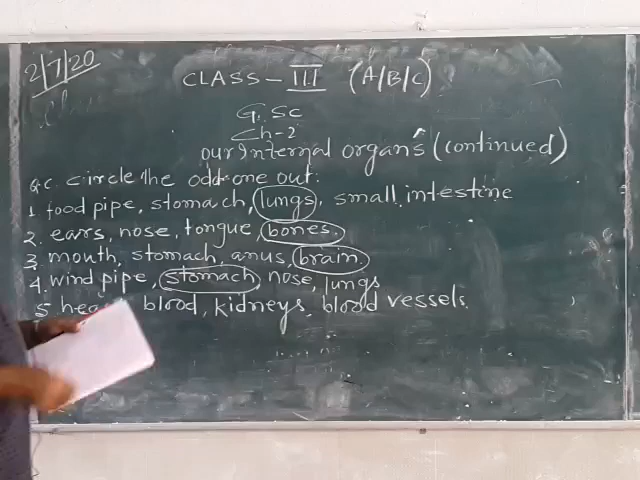 2/7/20
CLASS - III (A/B/C)
G. Sc
Ch-2
Our Internal organs (continued)
Q.C. Circle the odd one out:
1. food pipe, stomach, lungs, small intestine
2. ears, nose, tongue, bones.
3. mouth, stomach, anus, brain.
4. wind pipe, stomach, nose, lungs
5. blood, kidneys, blood vessels